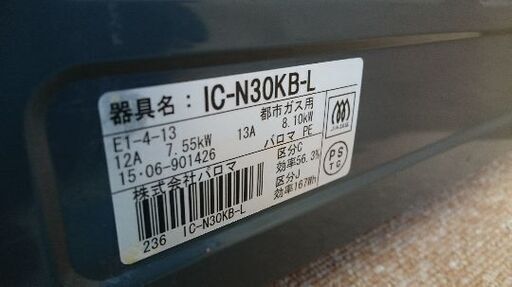 器具名： IC-N30KB-L
E1-4-13 都市ガス用
12A 7.55kW 13A 8.10kW
15･06-901426 パロマ PE
株式会社パロマ 区分C
効率56.3%
区分J
効率167Wh
236 IC-N30KB-L
PS
TG